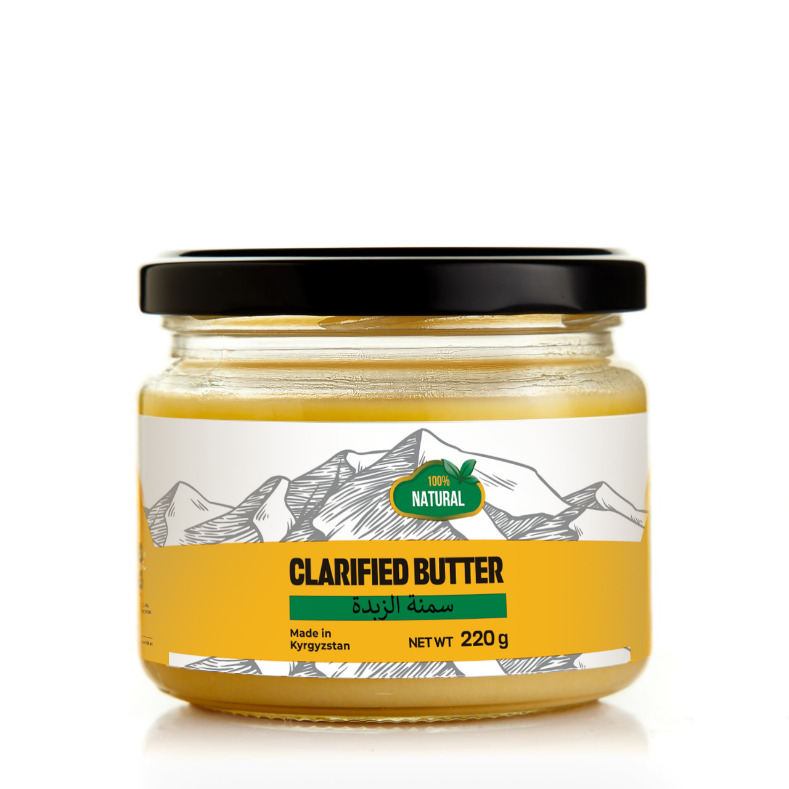 100%
NATURAL
CLARIFIED BUTTER
سمنة الزبدة
Made in
Kyrgyzstan
NET WT 220 g